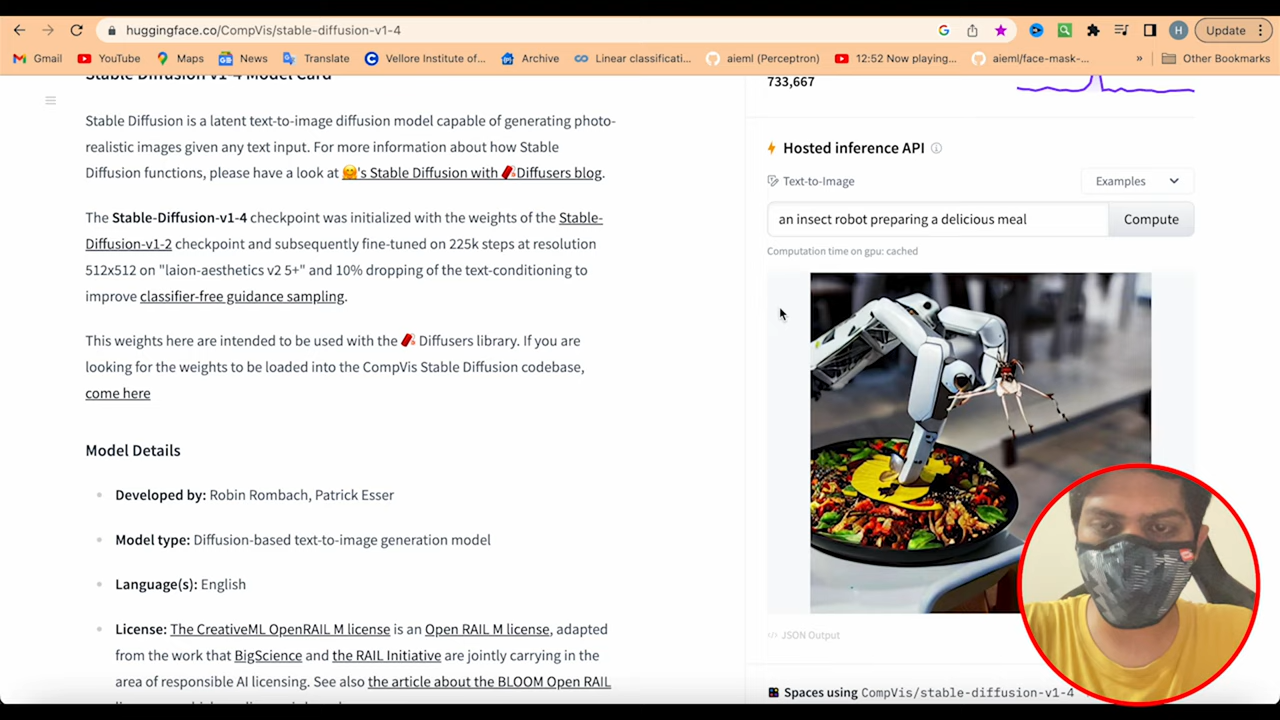 huggingface.co/CompVis/stable-diffusion-v1-4
Update
Gmail YouTube Maps News Translate Vellore Institute of... Archive Linear classificati... aieml (Perceptron) 12:52 Now playing... aieml/face-mask-... » Other Bookmarks
Stable Diffusion v1-4 Model Card
Stable Diffusion is a latent text-to-image diffusion model capable of generating photo-
realistic images given any text input. For more information about how Stable
Diffusion functions, please have a look at 🤗's Stable Diffusion with 🧨Diffusers blog.
The Stable-Diffusion-v1-4 checkpoint was initialized with the weights of the Stable-
Diffusion-v1-2 checkpoint and subsequently fine-tuned on 225k steps at resolution
512x512 on "laion-aesthetics v2 5+" and 10% dropping of the text-conditioning to
improve classifier-free guidance sampling.
This weights here are intended to be used with the 🧨 Diffusers library. If you are
looking for the weights to be loaded into the CompVis Stable Diffusion codebase,
come here
Model Details
Developed by: Robin Rombach, Patrick Esser
Model type: Diffusion-based text-to-image generation model
Language(s): English
License: The CreativeML OpenRAIL M license is an Open RAIL M license, adapted
from the work that BigScience and the RAIL Initiative are jointly carrying in the
area of responsible AI licensing. See also the article about the BLOOM Open RAIL
733,667
Hosted inference API
Text-to-Image
Examples
an insect robot preparing a delicious meal
Compute
Computation time on gpu: cached
</> JSON Output
Spaces using CompVis/stable-diffusion-v1-4